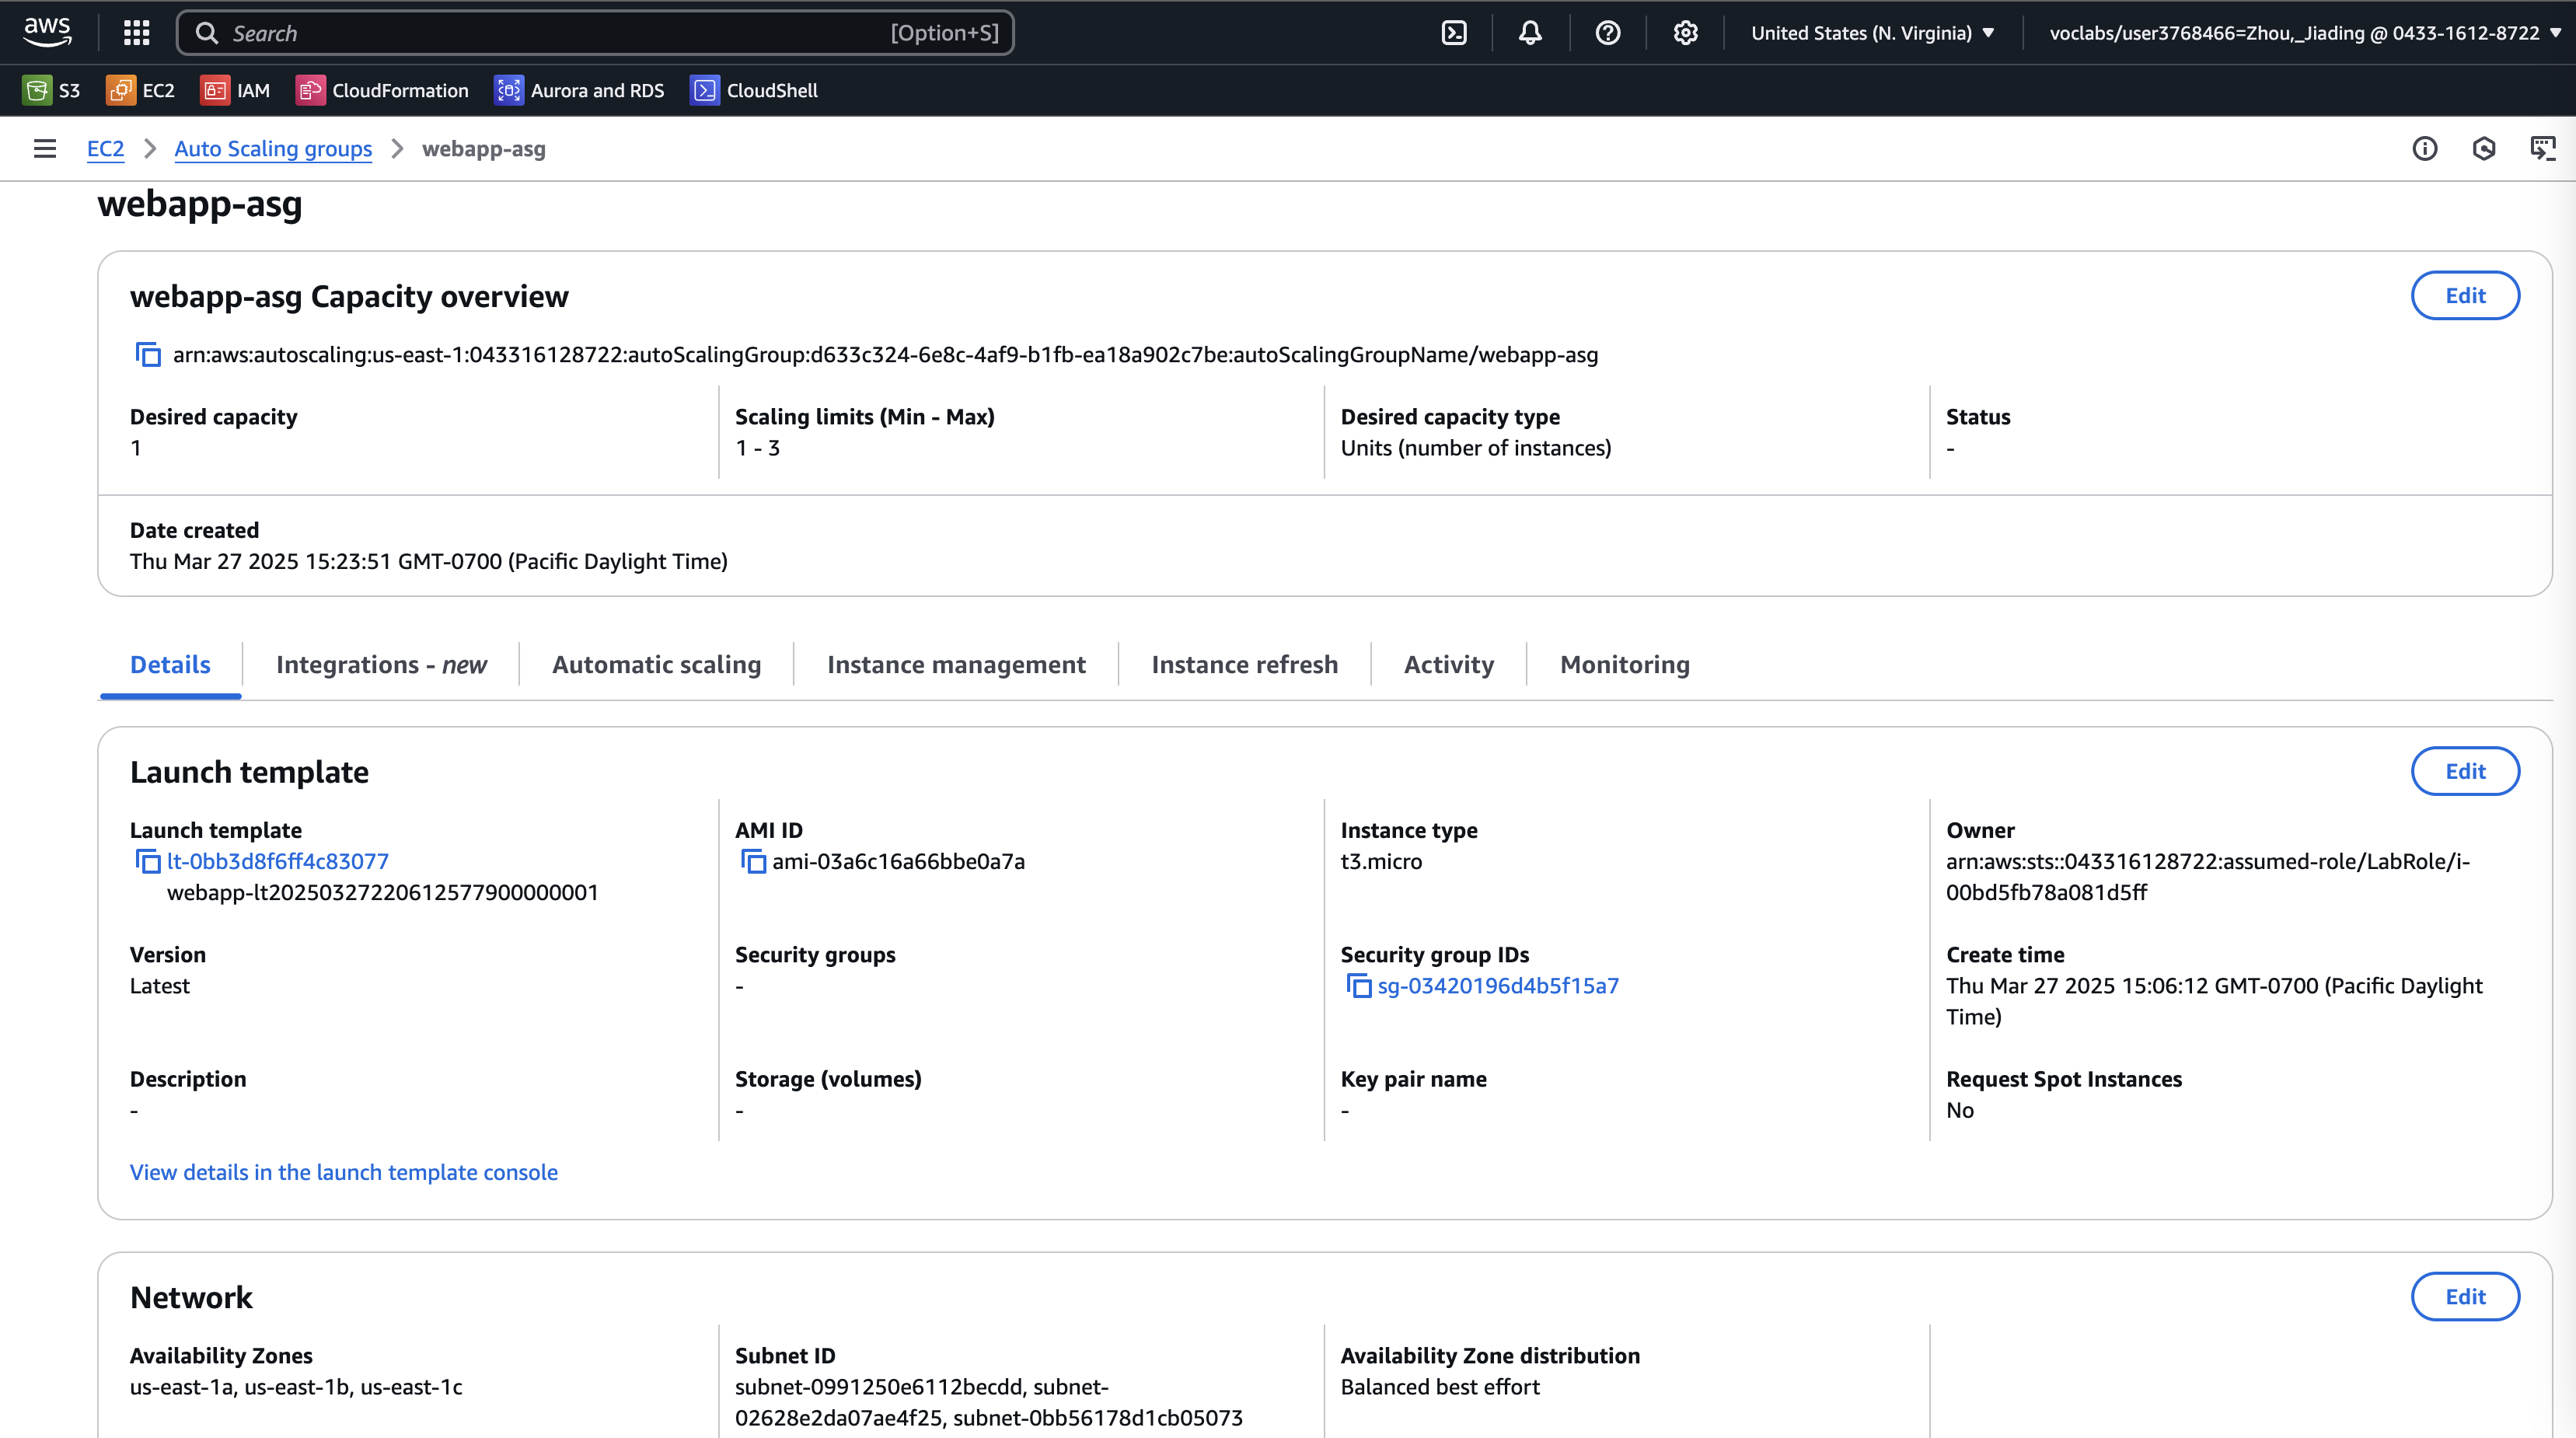 aws
Search [Option+S]
United States (N. Virginia)
voclabs/user3768466=Zhou,_Jiading @ 0433-1612-8722
S3 EC2 IAM CloudFormation Aurora and RDS CloudShell
EC2 Auto Scaling groups webapp-asg
webapp-asg
webapp-asg Capacity overview
Edit
arn:aws:autoscaling:us-east-1:043316128722:autoScalingGroup:d633c324-6e8c-4af9-b1fb-ea18a902c7be:autoScalingGroupName/webapp-asg
Desired capacity
1
Scaling limits (Min - Max)
1 - 3
Desired capacity type
Units (number of instances)
Status
-
Date created
Thu Mar 27 2025 15:23:51 GMT-0700 (Pacific Daylight Time)
Details Integrations - new Automatic scaling Instance management Instance refresh Activity Monitoring
Launch template
Edit
Launch template
lt-0bb3d8f6ff4c83077
webapp-lt20250327220612577900000001
AMI ID
ami-03a6c16a66bbe0a7a
Instance type
t3.micro
Owner
arn:aws:sts::043316128722:assumed-role/LabRole/i-
00bd5fb78a081d5ff
Version
Latest
Security groups
-
Security group IDs
sg-03420196d4b5f15a7
Create time
Thu Mar 27 2025 15:06:12 GMT-0700 (Pacific Daylight
Time)
Description
-
Storage (volumes)
-
Key pair name
-
Request Spot Instances
No
View details in the launch template console
Network
Edit
Availability Zones
us-east-1a, us-east-1b, us-east-1c
Subnet ID
subnet-0991250e6112becdd, subnet-
02628e2da07ae4f25, subnet-0bb56178d1cb05073
Availability Zone distribution
Balanced best effort